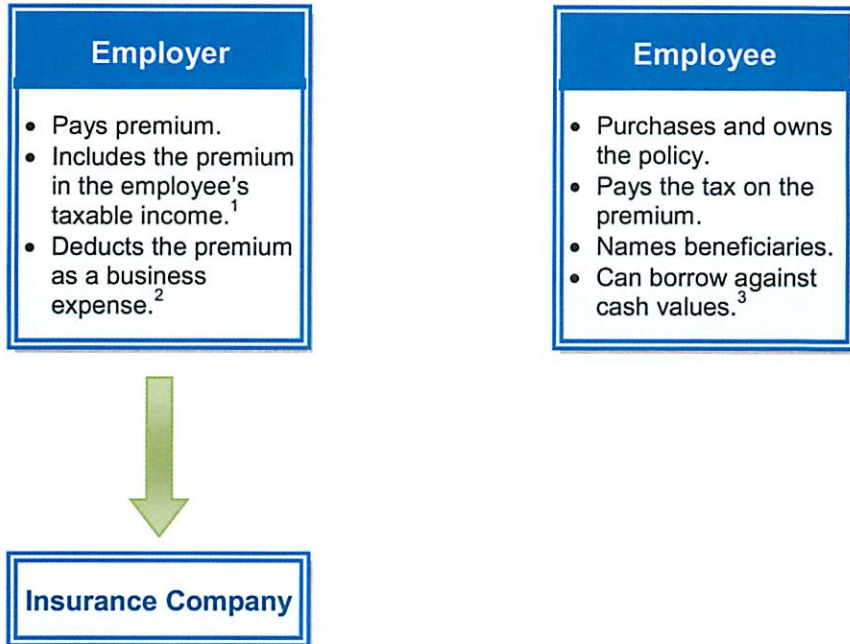 Employer
• Pays premium.
• Includes the premium
in the employee's
taxable income.¹
• Deducts the premium
as a business
expense.²
Employee
• Purchases and owns
the policy.
• Pays the tax on the
premium.
• Names beneficiaries.
• Can borrow against
cash values.³
Insurance Company